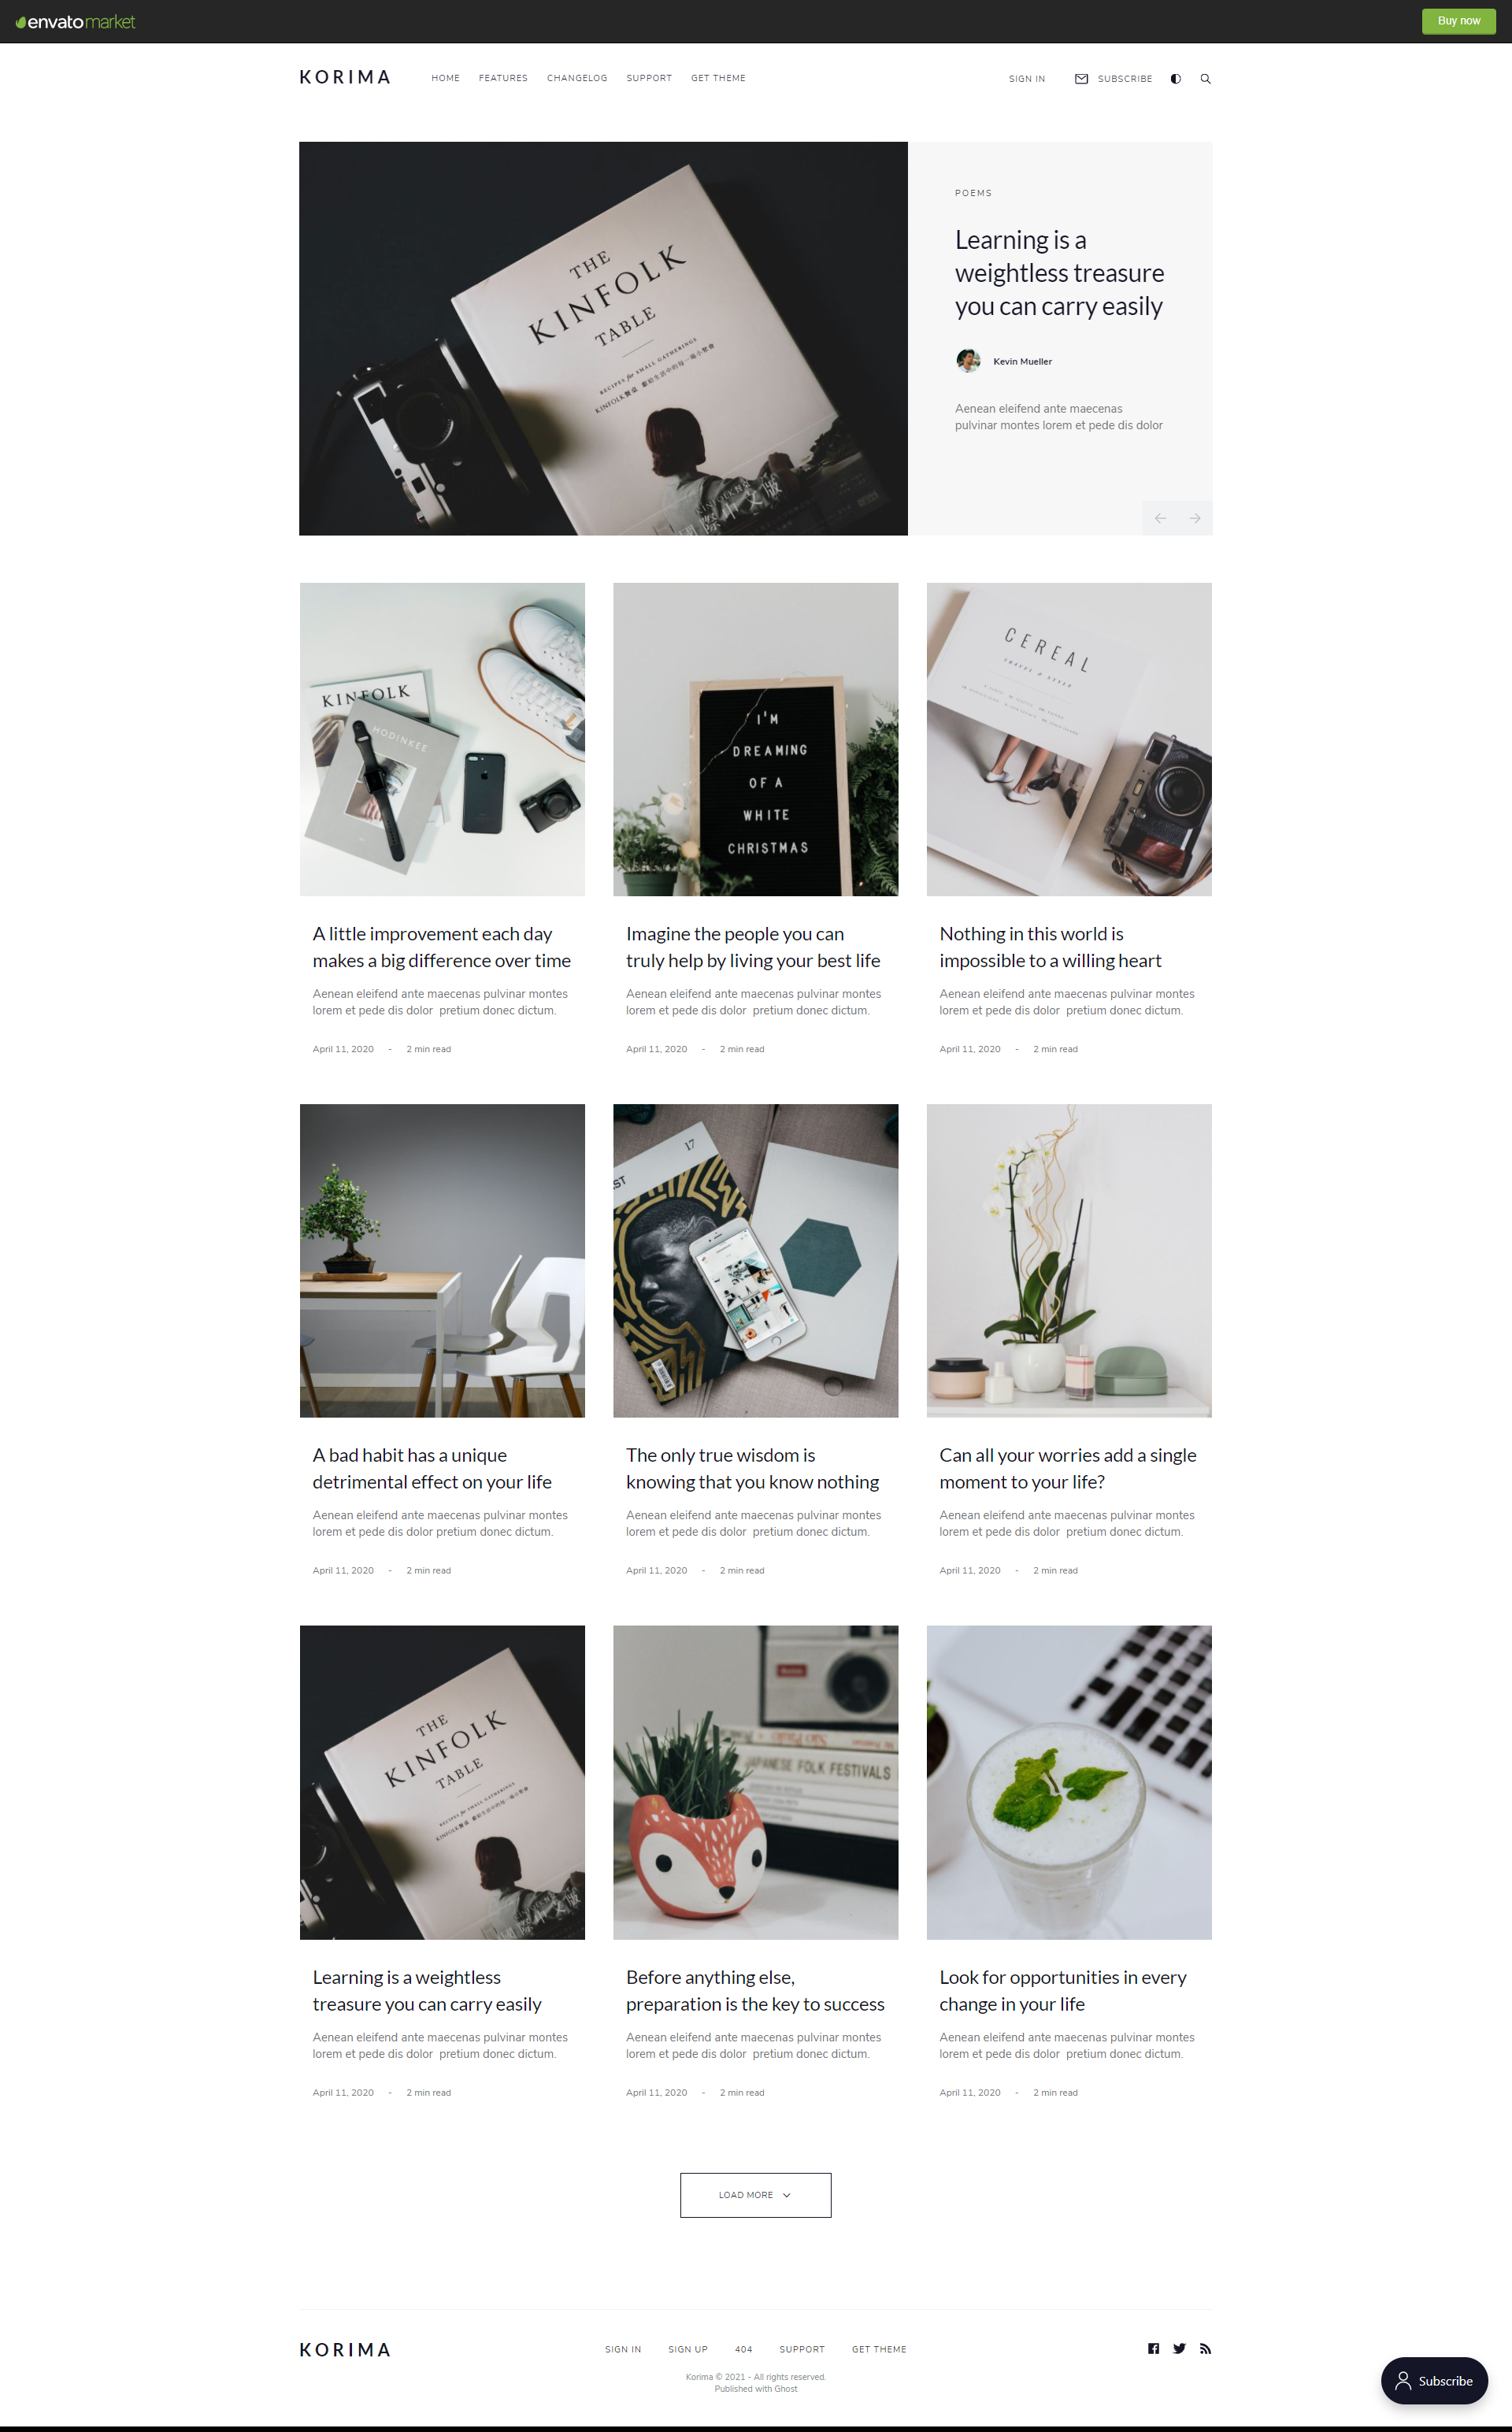 envatomarket
Buy now
KORIMA
HOME
FEATURES
CHANGELOG
SUPPORT
GET THEME
SIGN IN
SUBSCRIBE
THE
KINFOLK
TABLE
RECIPES for SMALL GATHERINGS
POEMS
Learning is a
weightless treasure
you can carry easily
Kevin Mueller
Aenean eleifend ante maecenas
pulvinar montes lorem et pede dis dolor
KINFOLK
HODINKEE
I'M
DREAMING
OF A
WHITE
CHRISTMAS
CEREAL
TRAVEL & STYLE
A little improvement each day
makes a big difference over time
Aenean eleifend ante maecenas pulvinar montes
lorem et pede dis dolor  pretium donec dictum.
April 11, 2020 - 2 min read
Imagine the people you can
truly help by living your best life
Aenean eleifend ante maecenas pulvinar montes
lorem et pede dis dolor  pretium donec dictum.
April 11, 2020 - 2 min read
Nothing in this world is
impossible to a willing heart
Aenean eleifend ante maecenas pulvinar montes
lorem et pede dis dolor  pretium donec dictum.
April 11, 2020 - 2 min read
17
A bad habit has a unique
detrimental effect on your life
Aenean eleifend ante maecenas pulvinar montes
lorem et pede dis dolor pretium donec dictum.
April 11, 2020 - 2 min read
The only true wisdom is
knowing that you know nothing
Aenean eleifend ante maecenas pulvinar montes
lorem et pede dis dolor  pretium donec dictum.
April 11, 2020 - 2 min read
Can all your worries add a single
moment to your life?
Aenean eleifend ante maecenas pulvinar montes
lorem et pede dis dolor  pretium donec dictum.
April 11, 2020 - 2 min read
THE
KINFOLK
TABLE
RECIPES for SMALL GATHERINGS
JAPANESE FOLK FESTIVALS
Learning is a weightless
treasure you can carry easily
Aenean eleifend ante maecenas pulvinar montes
lorem et pede dis dolor  pretium donec dictum.
April 11, 2020 - 2 min read
Before anything else,
preparation is the key to success
Aenean eleifend ante maecenas pulvinar montes
lorem et pede dis dolor  pretium donec dictum.
April 11, 2020 - 2 min read
Look for opportunities in every
change in your life
Aenean eleifend ante maecenas pulvinar montes
lorem et pede dis dolor  pretium donec dictum.
April 11, 2020 - 2 min read
LOAD MORE
KORIMA
SIGN IN
SIGN UP
404
SUPPORT
GET THEME
Korima © 2021 - All rights reserved.
Published with Ghost
Subscribe